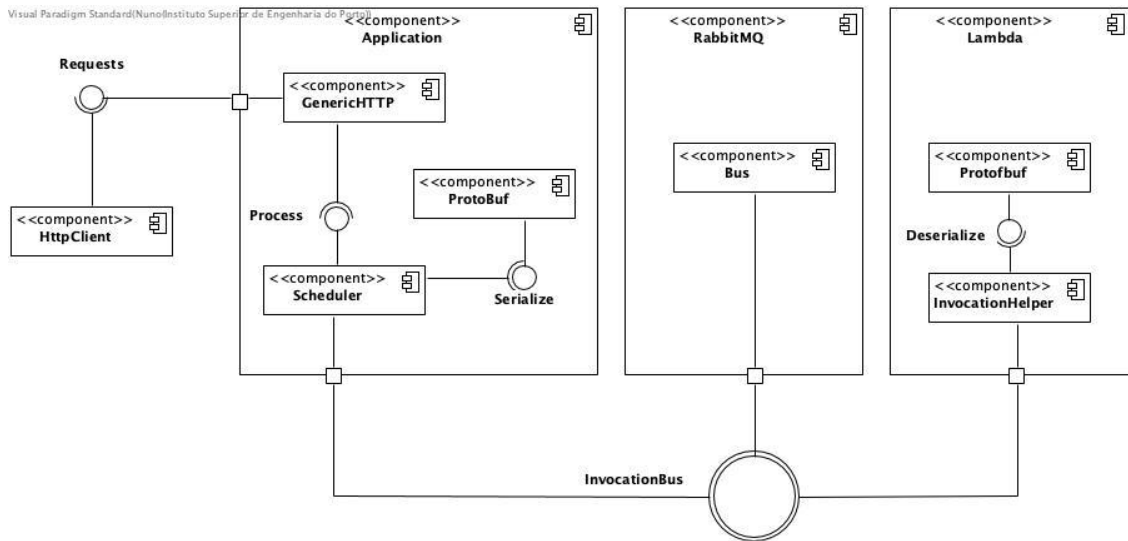 Visual Paradigm Standard(Nuno(Instituto Superior de Engenharia do Porto))
<<component>>
Application
<<component>>
RabbitMQ
<<component>>
Lambda
Requests
<<component>>
GenericHTTP
<<component>>
HttpClient
Process
<<component>>
ProtoBuf
<<component>>
Scheduler
Serialize
<<component>>
Bus
<<component>>
Protofbuf
Deserialize
<<component>>
InvocationHelper
InvocationBus